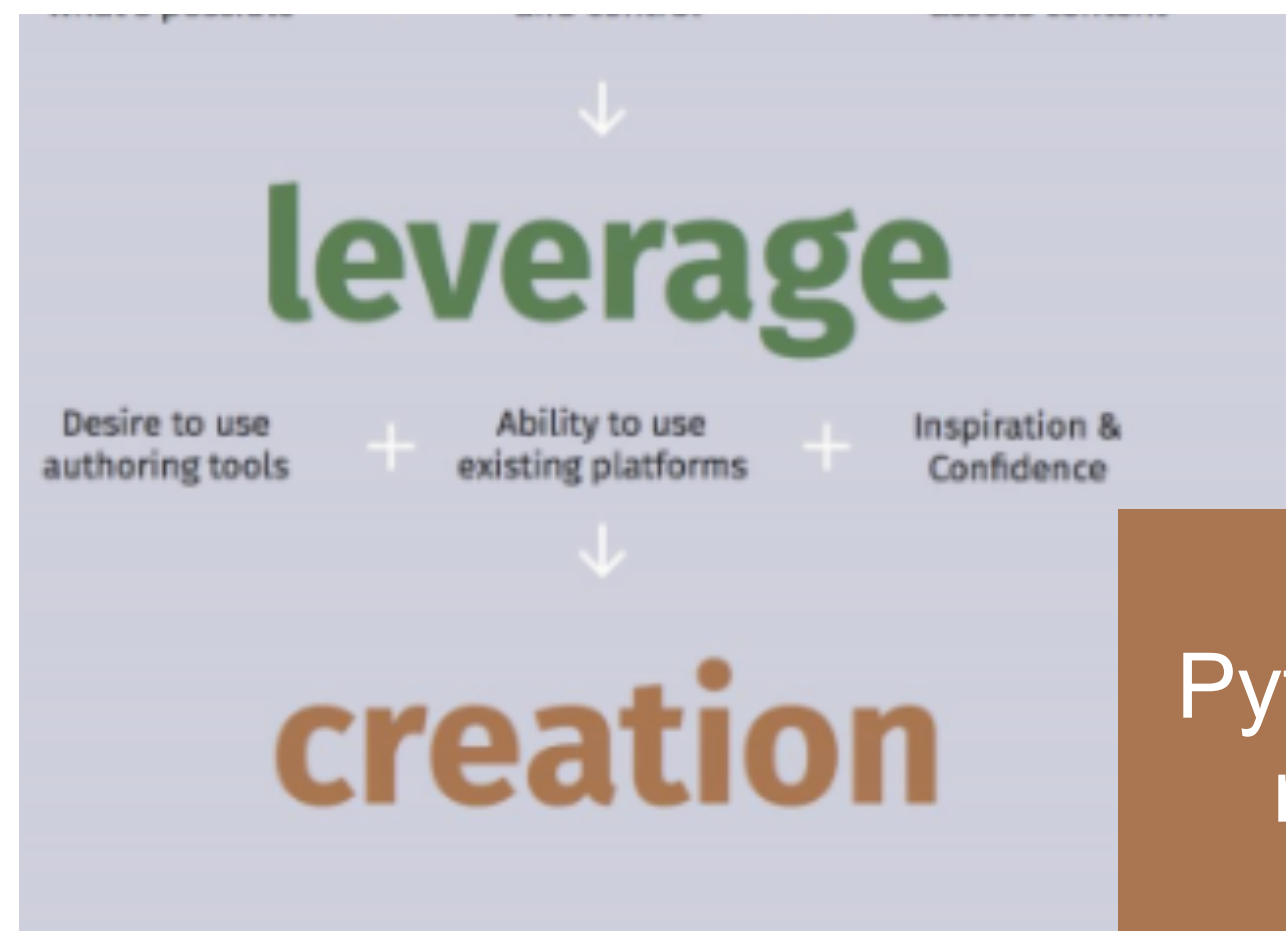 leverage
Desire to use
authoring tools
+
Ability to use
existing platforms
+
Inspiration &
Confidence
creation